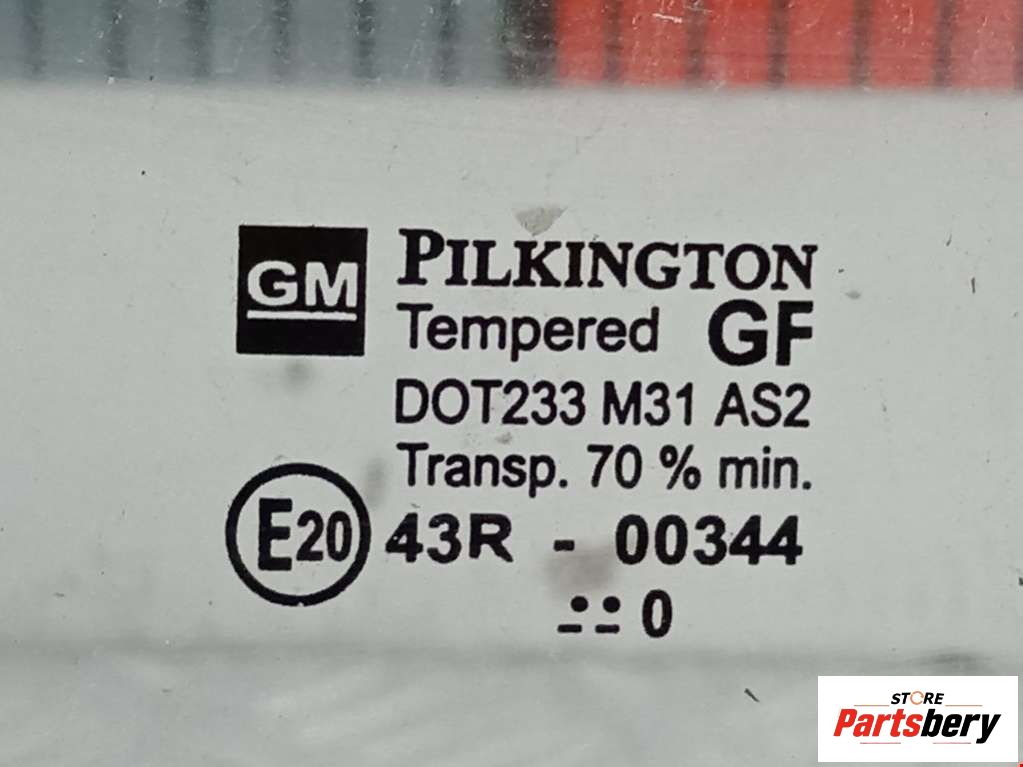 GM
PILKINGTON
Tempered GF
DOT233 M31 AS2
Transp. 70 % min.
E20 43R - 00344
0
STORE
Partsbery